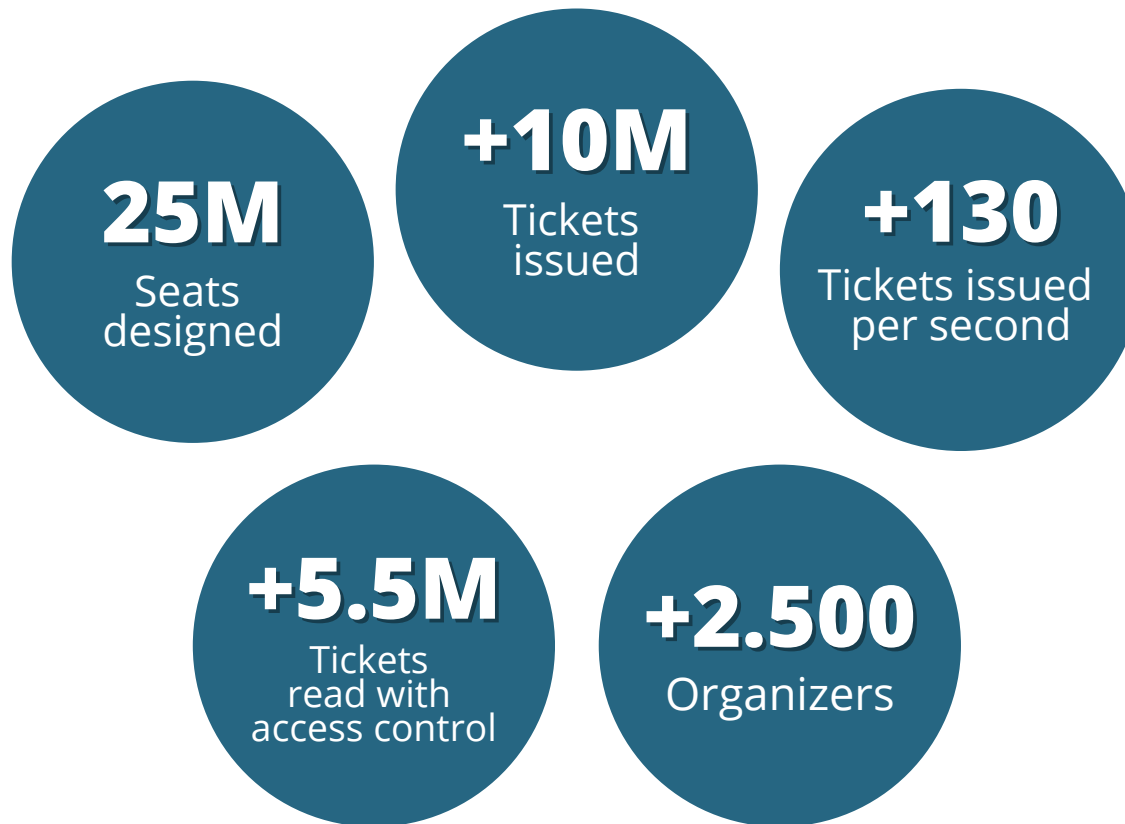 25M
Seats
designed
+10M
Tickets
issued
+130
Tickets issued
per second
+5.5M
Tickets
read with
access control
+2.500
Organizers